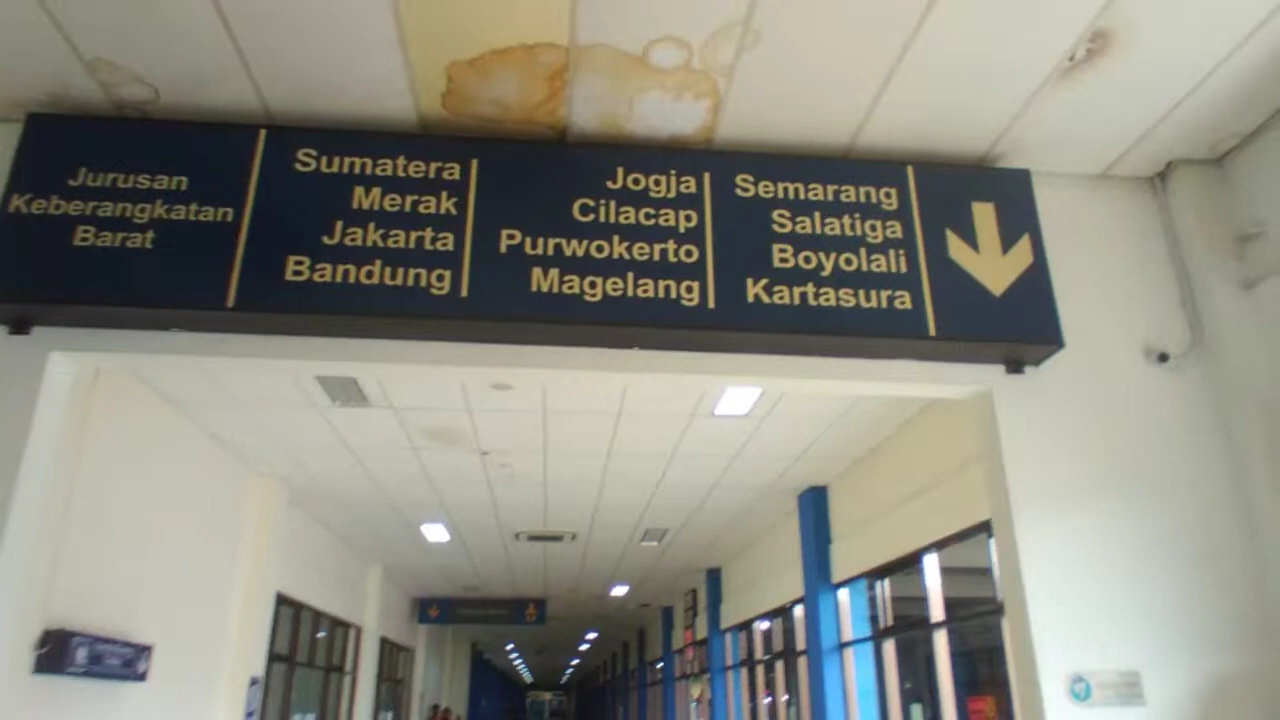 Jurusan
Keberangkatan
Barat
Sumatera
Merak
Jakarta
Bandung
Jogja
Cilacap
Purwokerto
Magelang
Semarang
Salatiga
Boyolali
Kartasura